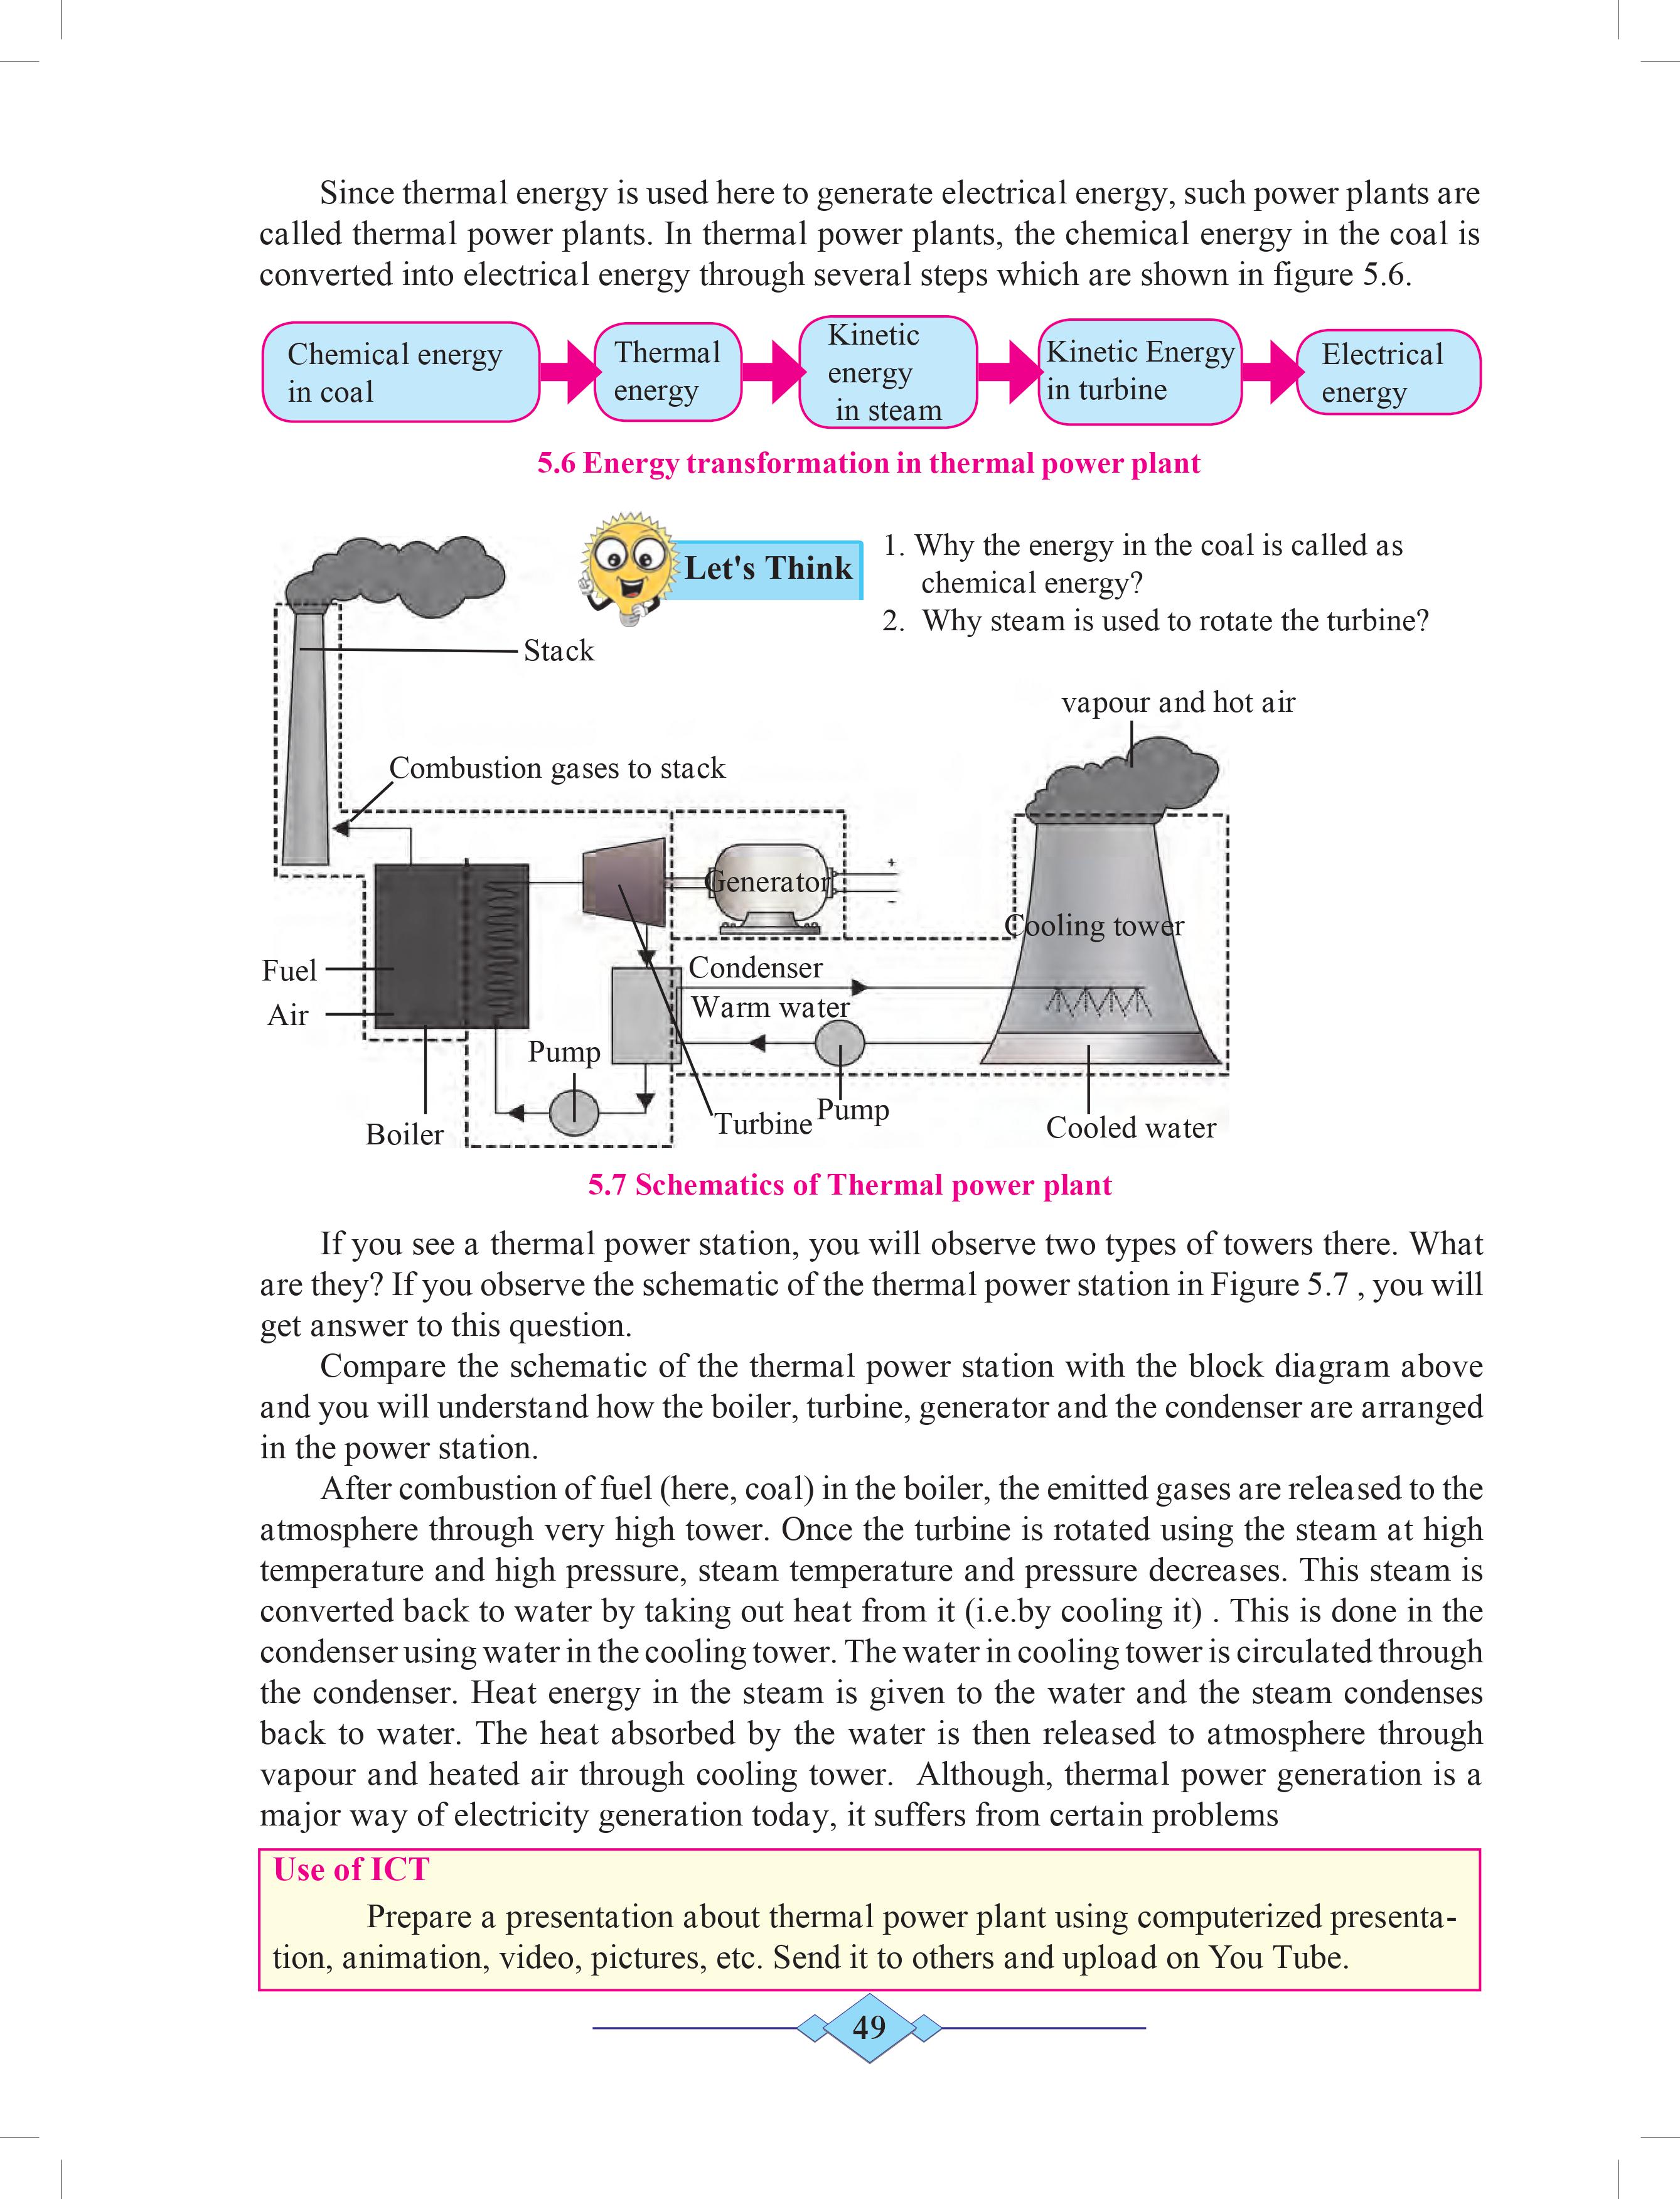 Since thermal energy is used here to generate electrical energy, such power plants are
called thermal power plants. In thermal power plants, the chemical energy in the coal is
converted into electrical energy through several steps which are shown in figure 5.6.
Chemical energy
in coal
Thermal
energy
Kinetic
energy
in steam
Kinetic Energy
in turbine
Electrical
energy
5.6 Energy transformation in thermal power plant
Let's Think
1. Why the energy in the coal is called as
chemical energy?
2. Why steam is used to rotate the turbine?
Stack
vapour and hot air
Combustion gases to stack
Generator
+
-
Cooling tower
Fuel
Air
Condenser
Warm water
Pump
Boiler
Turbine
Pump
Cooled water
5.7 Schematics of Thermal power plant
If you see a thermal power station, you will observe two types of towers there. What
are they? If you observe the schematic of the thermal power station in Figure 5.7 , you will
get answer to this question.
Compare the schematic of the thermal power station with the block diagram above
and you will understand how the boiler, turbine, generator and the condenser are arranged
in the power station.
After combustion of fuel (here, coal) in the boiler, the emitted gases are released to the
atmosphere through very high tower. Once the turbine is rotated using the steam at high
temperature and high pressure, steam temperature and pressure decreases. This steam is
converted back to water by taking out heat from it (i.e.by cooling it) . This is done in the
condenser using water in the cooling tower. The water in cooling tower is circulated through
the condenser. Heat energy in the steam is given to the water and the steam condenses
back to water. The heat absorbed by the water is then released to atmosphere through
vapour and heated air through cooling tower.  Although, thermal power generation is a
major way of electricity generation today, it suffers from certain problems
Use of ICT
Prepare a presentation about thermal power plant using computerized presenta-
tion, animation, video, pictures, etc. Send it to others and upload on You Tube.
49